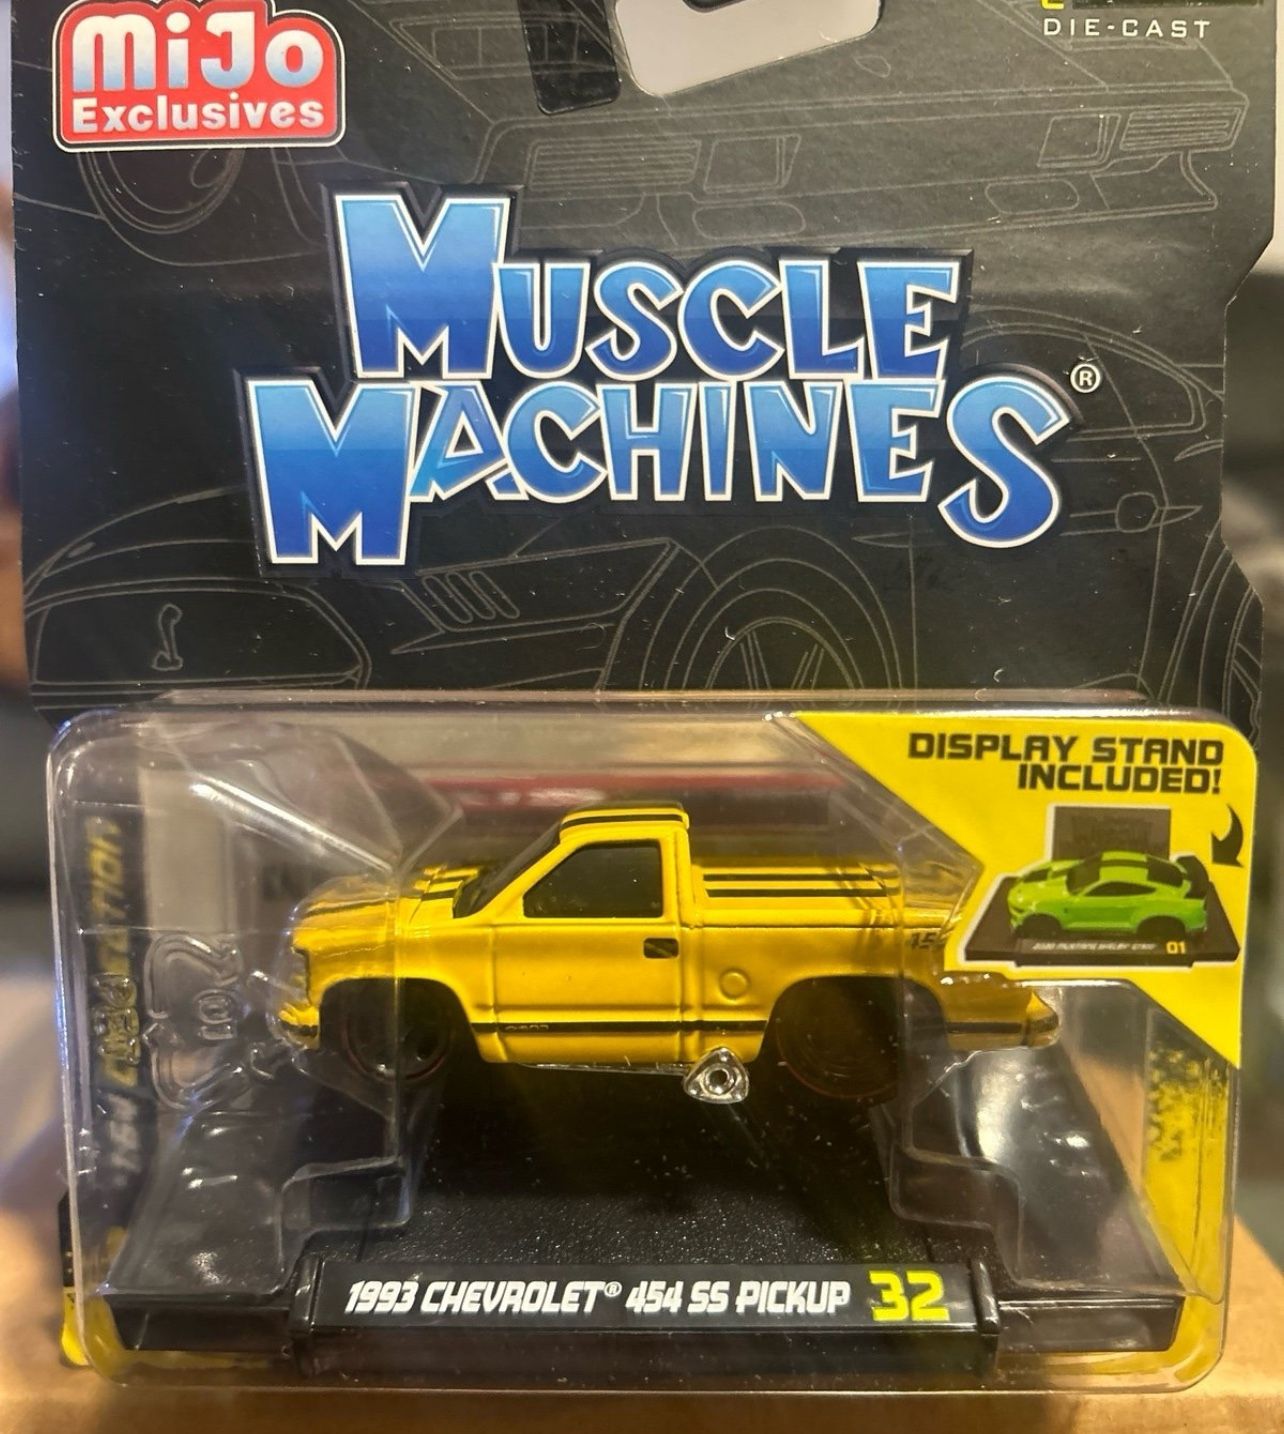 MiJo
Exclusives
DIE-CAST
MUSCLE
MACHINES®
DISPLAY STAND
INCLUDED!
01
1993 CHEVROLET® 454 SS PICKUP 32